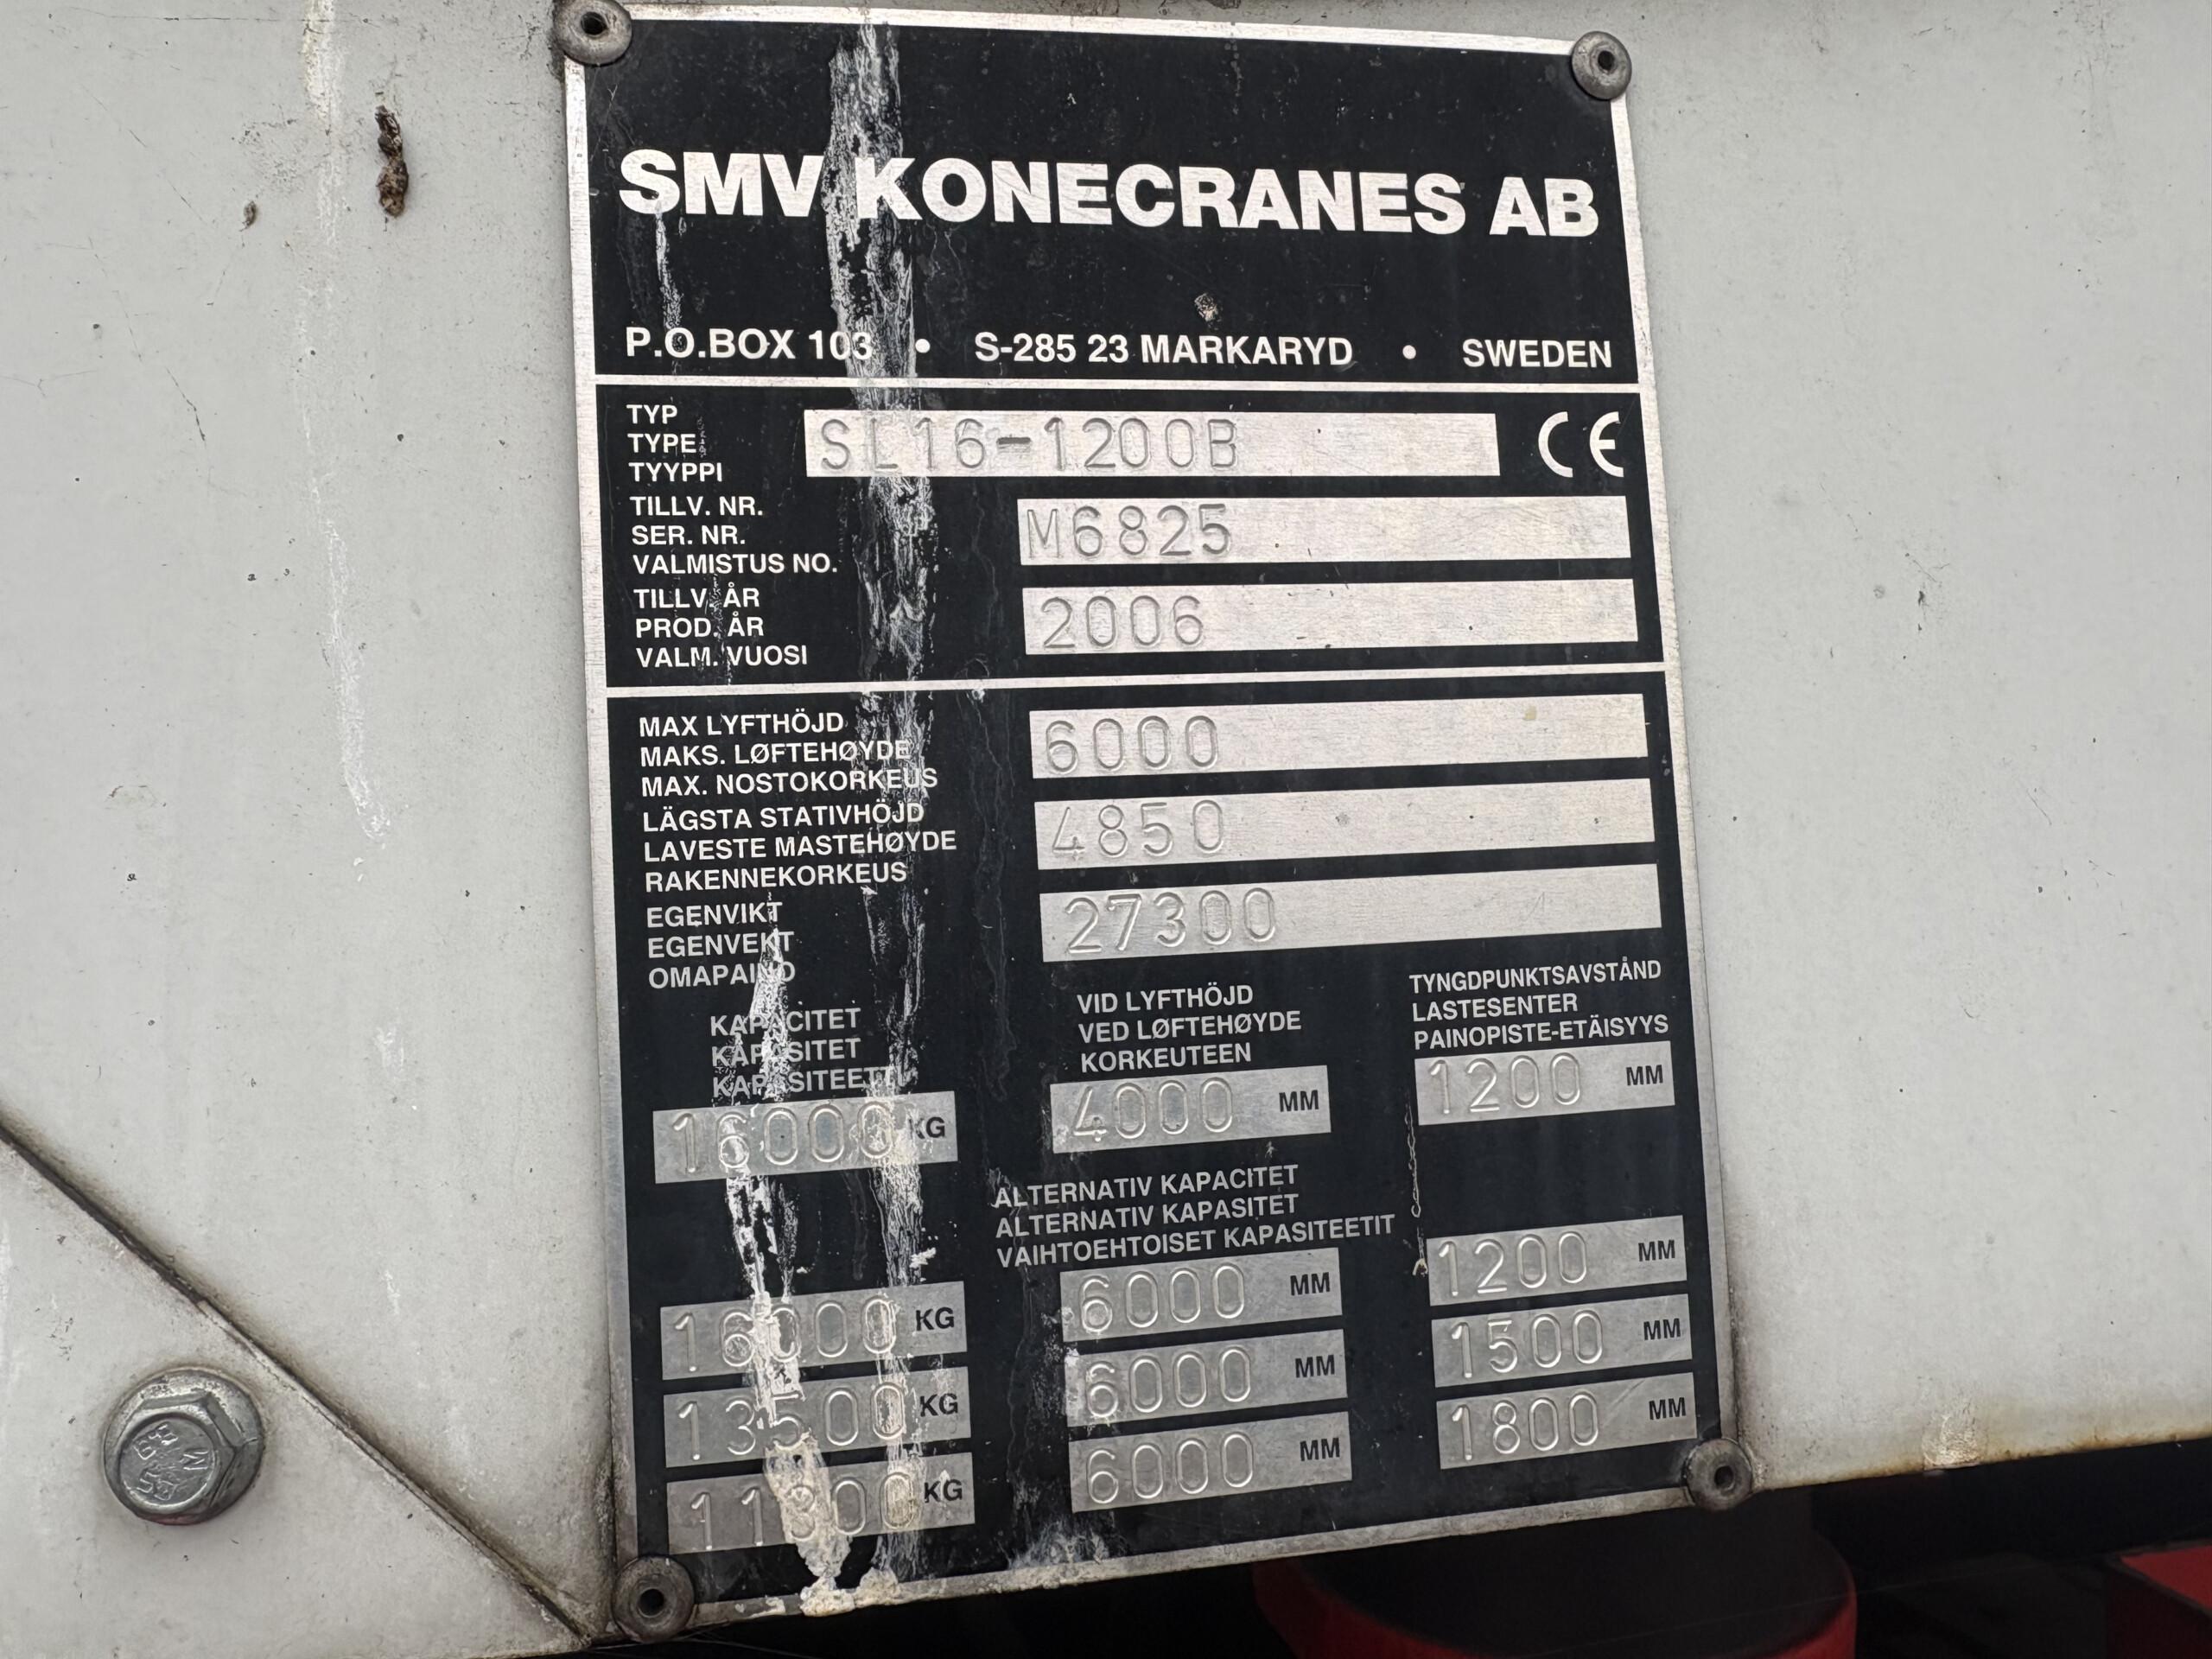 SMV KONECRANES AB
P.O.BOX 103 • S-285 23 MARKARYD • SWEDEN
TYP
TYPE
TYYPPI
SL16-1200B
CE
TILLV. NR.
SER. NR.
VALMISTUS NO.
M6825
TILLV. ÅR
PROD. ÅR
VALM. VUOSI
2006
MAX LYFTHÖJD
MAKS. LØFTEHØYDE
MAX. NOSTOKORKEUS
6000
LÄGSTA STATIVHÖJD
LAVESTE MASTEHØYDE
RAKENNEKORKEUS
4850
EGENVIKT
EGENVEKT
OMAPAINO
27300
KAPACITET
KAPASITET
KAPASITEETTI
VID LYFTHÖJD
VED LØFTEHØYDE
KORKEUTEEN
TYNGDPUNKTSAVSTÅND
LASTESENTER
PAINOPISTE-ETÄISYYS
16000 KG 4000 MM 1200 MM
ALTERNATIV KAPACITET
ALTERNATIV KAPASITET
VAIHTOEHTOISET KAPASITEETIT
16000 KG 6000 MM 1200 MM
13500 KG 6000 MM 1500 MM
KG 6000 MM 1800 MM